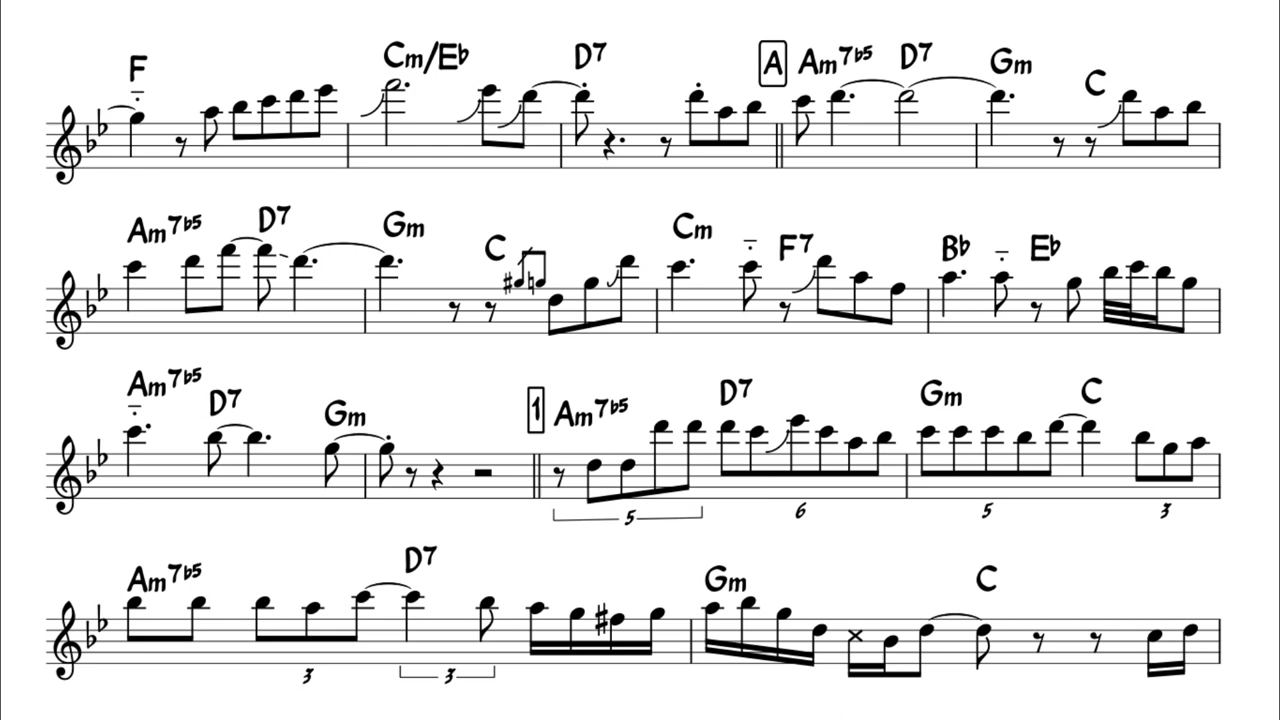 F Cm/E♭ D7 A Am7♭5 D7 Gm C
Am7♭5 D7 Gm C Cm F7 B♭ E♭
Am7♭5 D7 Gm 1 Am7♭5 D7 Gm C
5 6 5 3
Am7♭5 D7 Gm C
3 3